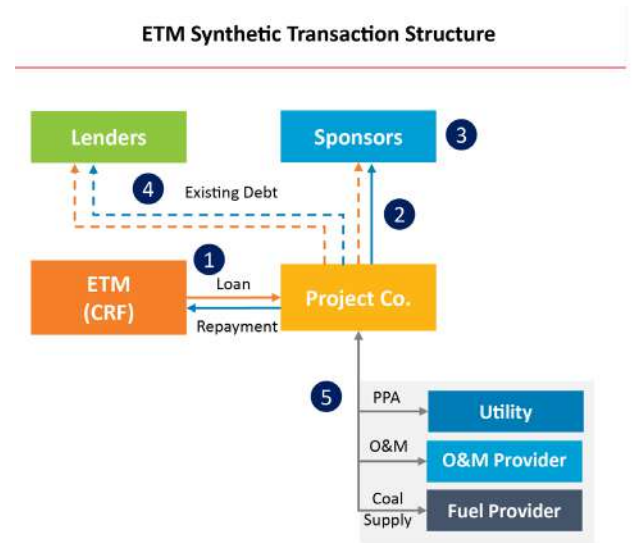 ETM Synthetic Transaction Structure
Lenders
Sponsors
3
4
Existing Debt
2
1
ETM
(CRF)
Loan
Repayment
Project Co.
5
PPA
Utility
O&M
O&M Provider
Coal
Supply
Fuel Provider